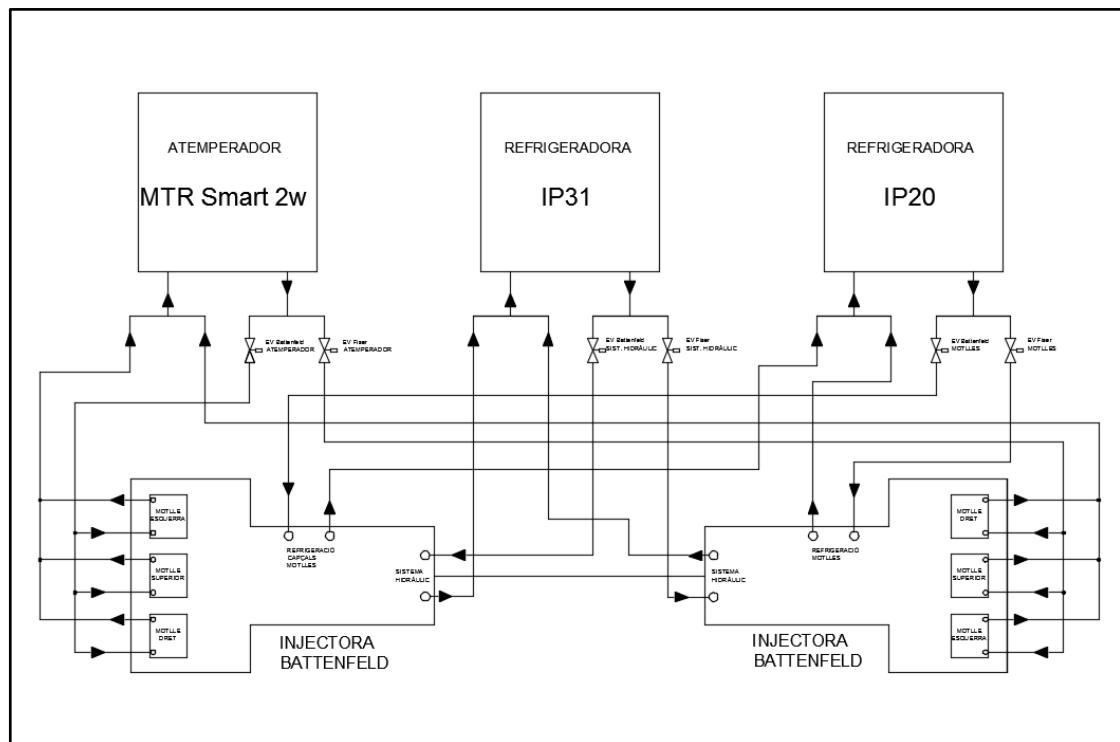 ATEMPERADOR
MTR Smart 2w
REFRIGERADORA
IP31
REFRIGERADORA
IP20
EV Battenfeld
ATEMPERADOR
EV Fiser
ATEMPERADOR
EV Battenfeld
SIST. HIDRÀULIC
EV Fiser
SIST. HIDRÀULIC
EV Battenfeld
MOTLLES
EV Fiser
MOTLLES
MOTLLE
ESQUERRA
MOTLLE
SUPERIOR
MOTLLE
DRET
REFRIGERACIÓ
CAPÇALS
MOTLLES
SISTEMA
HIDRÀULIC
INJECTORA
BATTENFELD
SISTEMA
HIDRÀULIC
REFRIGERACIÓ
MOTLLES
MOTLLE
DRET
MOTLLE
SUPERIOR
MOTLLE
ESQUERRA
INJECTORA
BATTENFELD